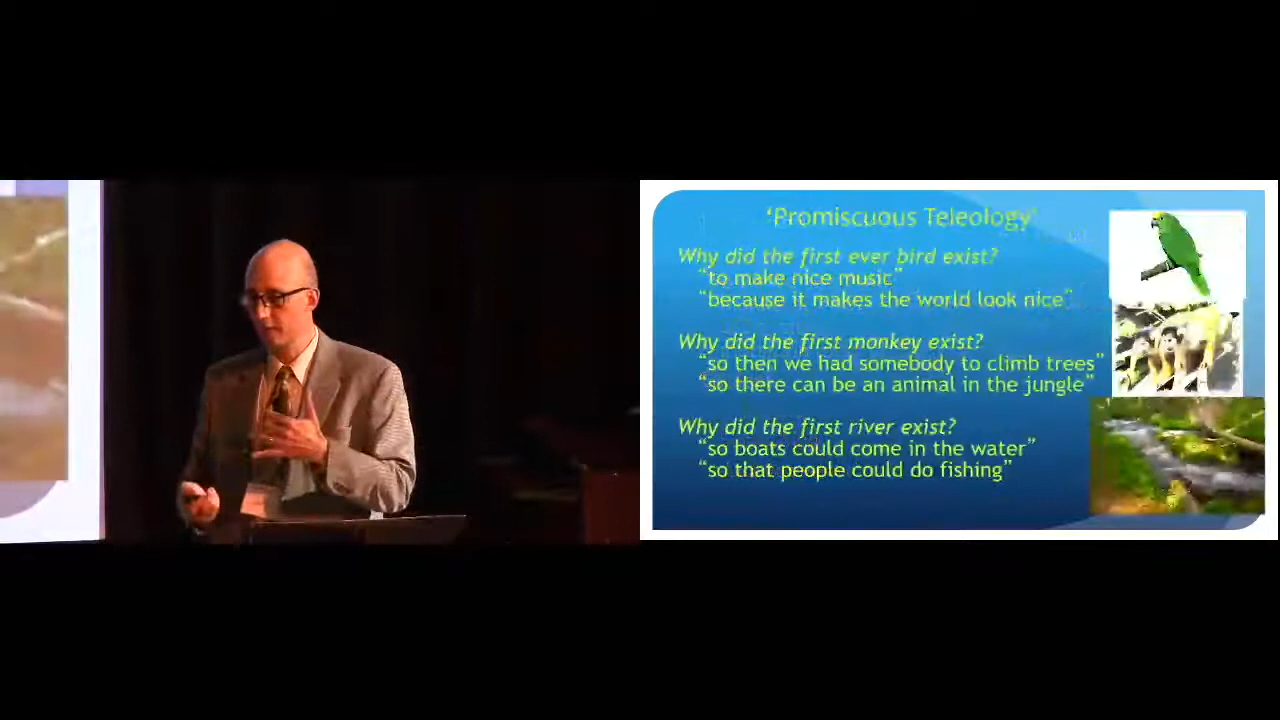 ‘Promiscuous Teleology’
Why did the first ever bird exist?
“to make nice music”
“because it makes the world look nice”
Why did the first monkey exist?
“so then we had somebody to climb trees”
“so there can be an animal in the jungle”
Why did the first river exist?
“so boats could come in the water”
“so that people could do fishing”